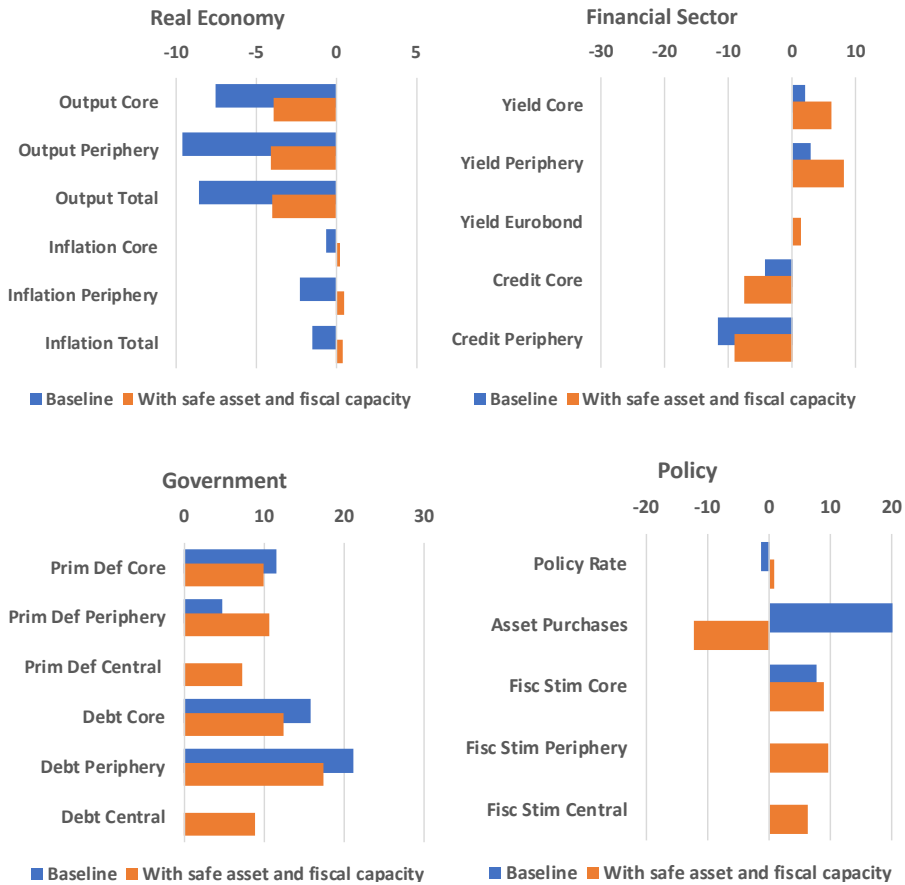 Real Economy
-10 -5 0 5
Output Core
Output Periphery
Output Total
Inflation Core
Inflation Periphery
Inflation Total
Baseline With safe asset and fiscal capacity
Financial Sector
-30 -20 -10 0 10
Yield Core
Yield Periphery
Yield Eurobond
Credit Core
Credit Periphery
Baseline With safe asset and fiscal capacity
Government
0 10 20 30
Prim Def Core
Prim Def Periphery
Prim Def Central
Debt Core
Debt Periphery
Debt Central
Baseline With safe asset and fiscal capacity
Policy
-20 -10 0 10 20
Policy Rate
Asset Purchases
Fisc Stim Core
Fisc Stim Periphery
Fisc Stim Central
Baseline With safe asset and fiscal capacity